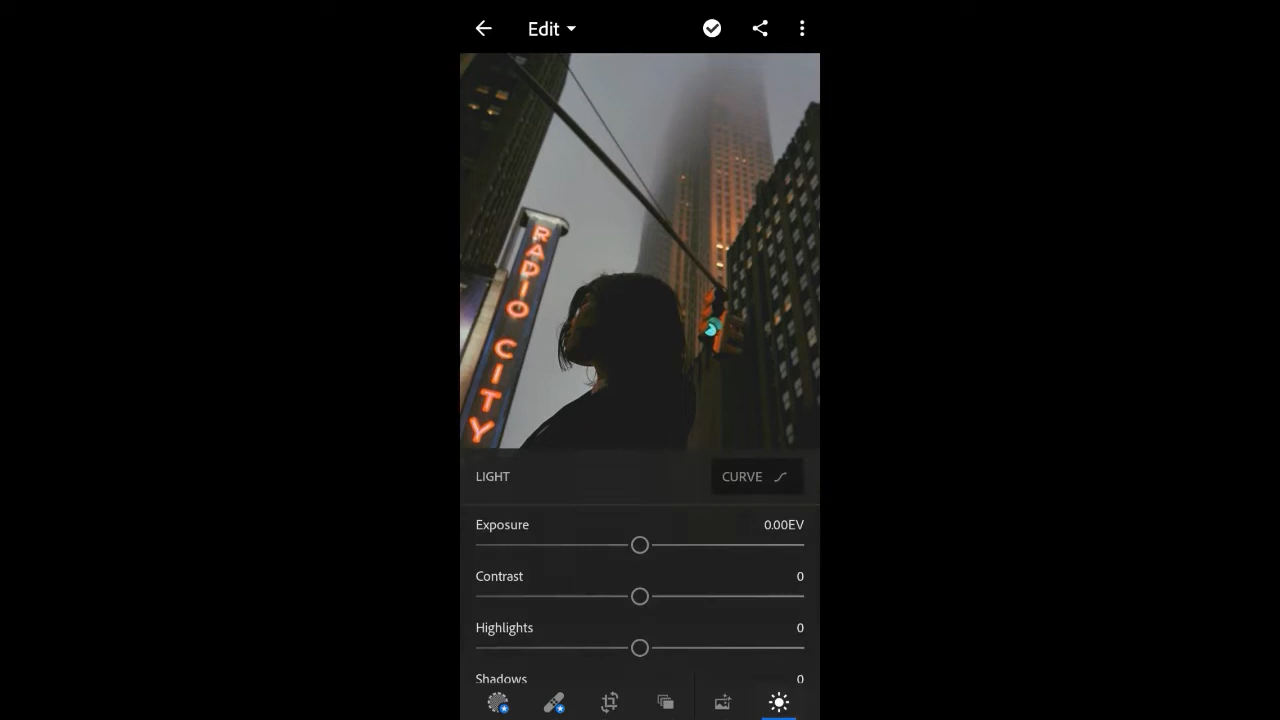 Edit
RADIO CITY
LIGHT
CURVE
Exposure 0.00EV
Contrast 0
Highlights 0
Shadows 0